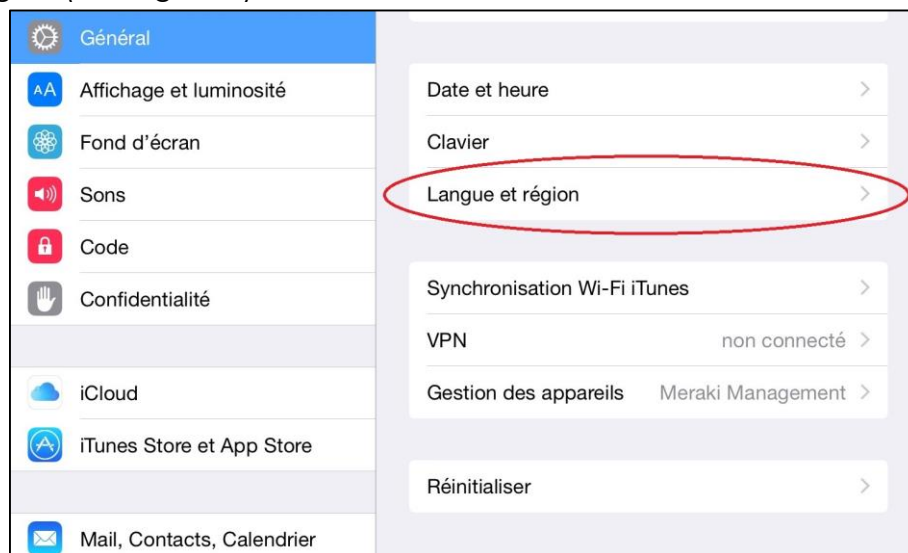 Général
Affichage et luminosité
Fond d'écran
Sons
Code
Confidentialité
iCloud
iTunes Store et App Store
Mail, Contacts, Calendrier
Date et heure
Clavier
Langue et région
Synchronisation Wi-Fi iTunes
VPN non connecté
Gestion des appareils Meraki Management
Réinitialiser